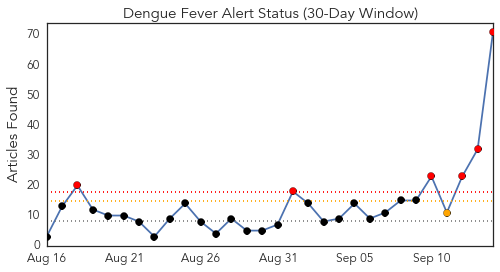 Dengue Fever Alert Status (30-Day Window)
Articles Found
70
60
50
40
30
20
10
0
Aug 16 Aug 21 Aug 26 Aug 31 Sep 05 Sep 10